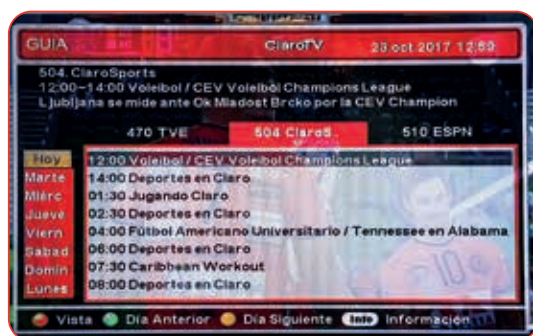 GUIA ClaroTV 23 oct 2017 12:59
504. ClaroSports
12:00-14:00 Voleibol / CEV Voleibol Champions League
Ljubljana se mide ante Ok Mladost Brcko por la CEV Champion
470 TVE 504 ClaroS.. 510 ESPN
Hoy 12:00 Voleibol / CEV Voleibol Champions League
Marte 14:00 Deportes en Claro
Miérc 01:30 Jugando Claro
Jueve 02:30 Deportes en Claro
Viern 04:00 Fútbol Americano Universitario / Tennessee en Alabama
Sabad 06:00 Deportes en Claro
Domin 07:30 Caribbean Workout
Lunes 08:00 Deportes en Claro
Vista Día Anterior Día Siguiente Info Información